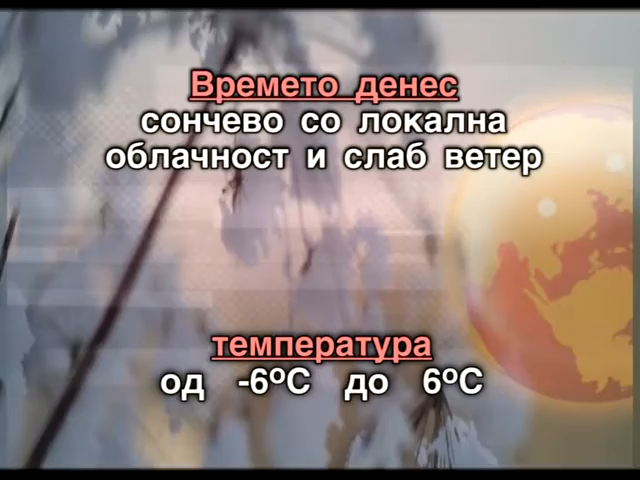 Времето денес
сончево со локална
облачност и слаб ветер
температура
од -6ºC до 6ºC